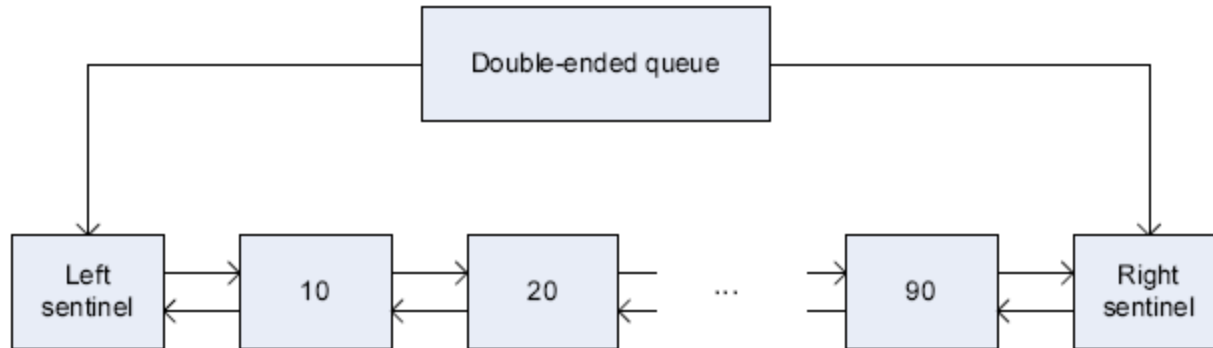 Double-ended queue
Left
sentinel
10
20
...
90
Right
sentinel